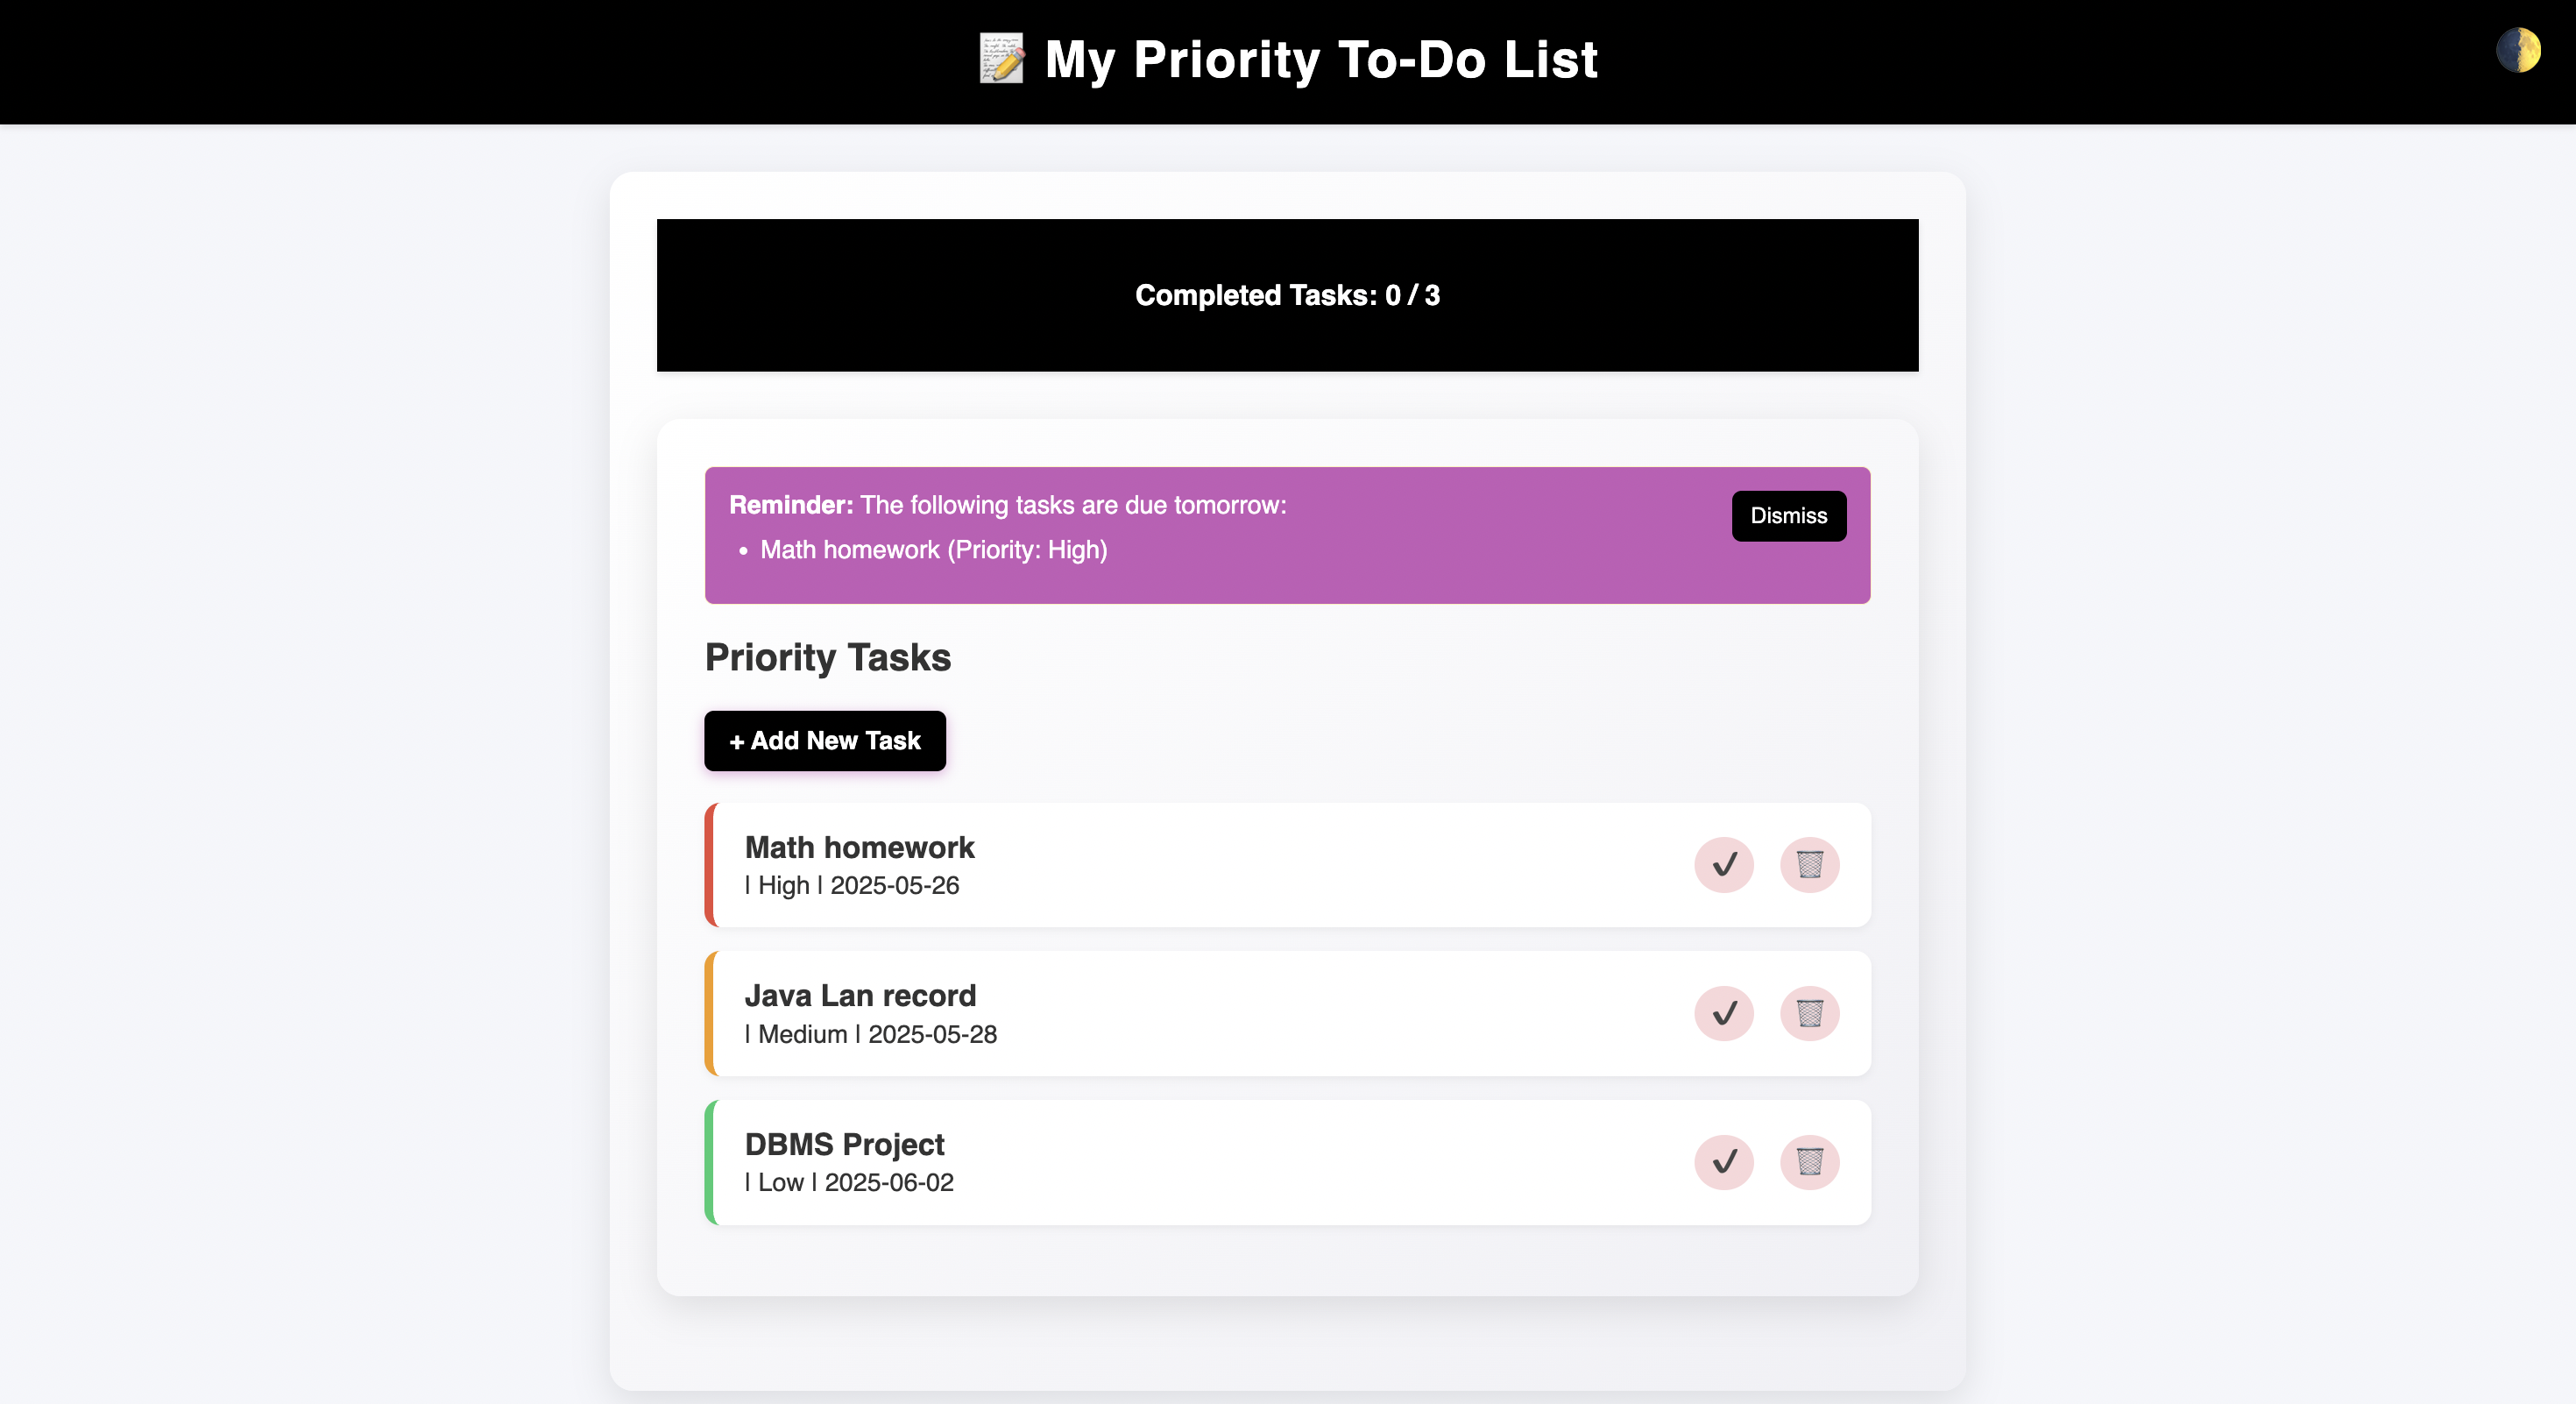 My Priority To-Do List
Completed Tasks: 0 / 3
Reminder: The following tasks are due tomorrow:
Dismiss
• Math homework (Priority: High)
Priority Tasks
+ Add New Task
Math homework
| High | 2025-05-26
Java Lan record
| Medium | 2025-05-28
DBMS Project
| Low | 2025-06-02